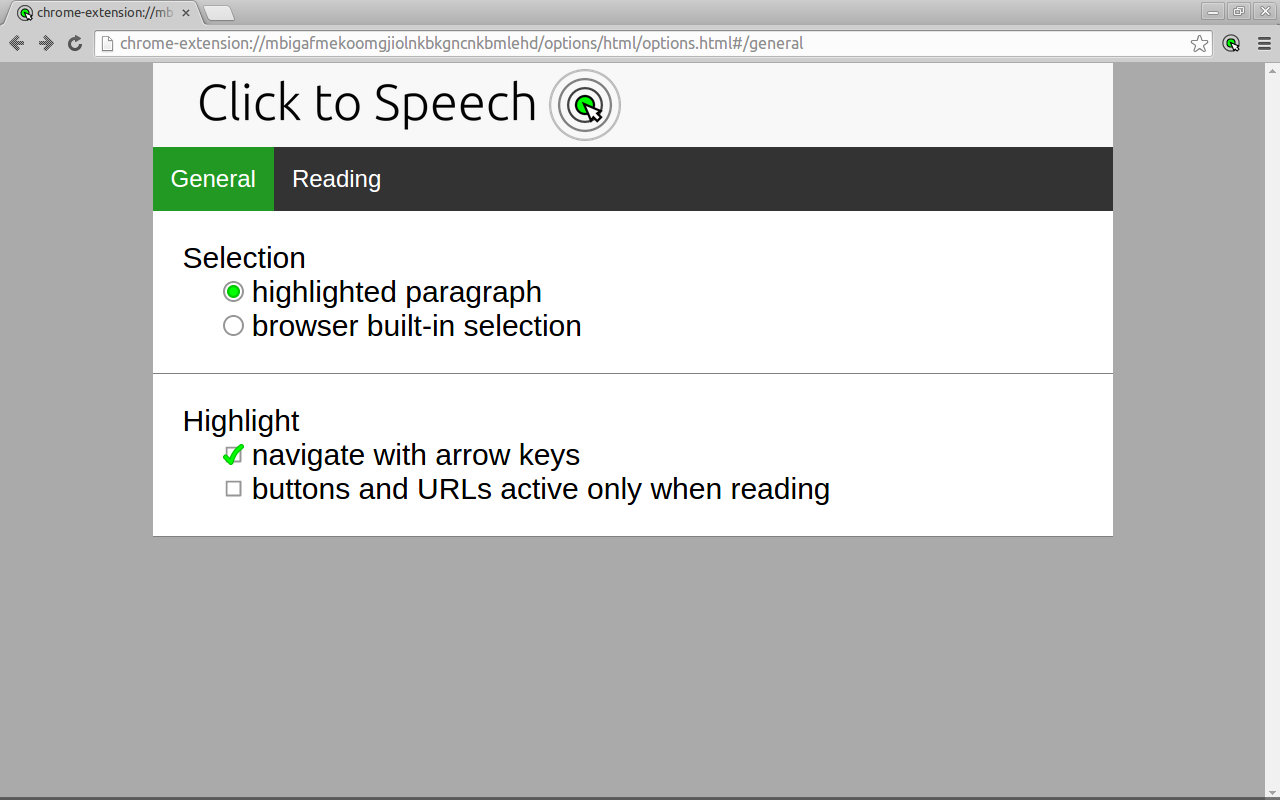 chrome-extension://mb
chrome-extension://mbigafmekoomgjiolnkbkgncnkbmlehd/options/html/options.html#/general
Click to Speech
General Reading
Selection
highlighted paragraph
browser built-in selection
Highlight
navigate with arrow keys
buttons and URLs active only when reading